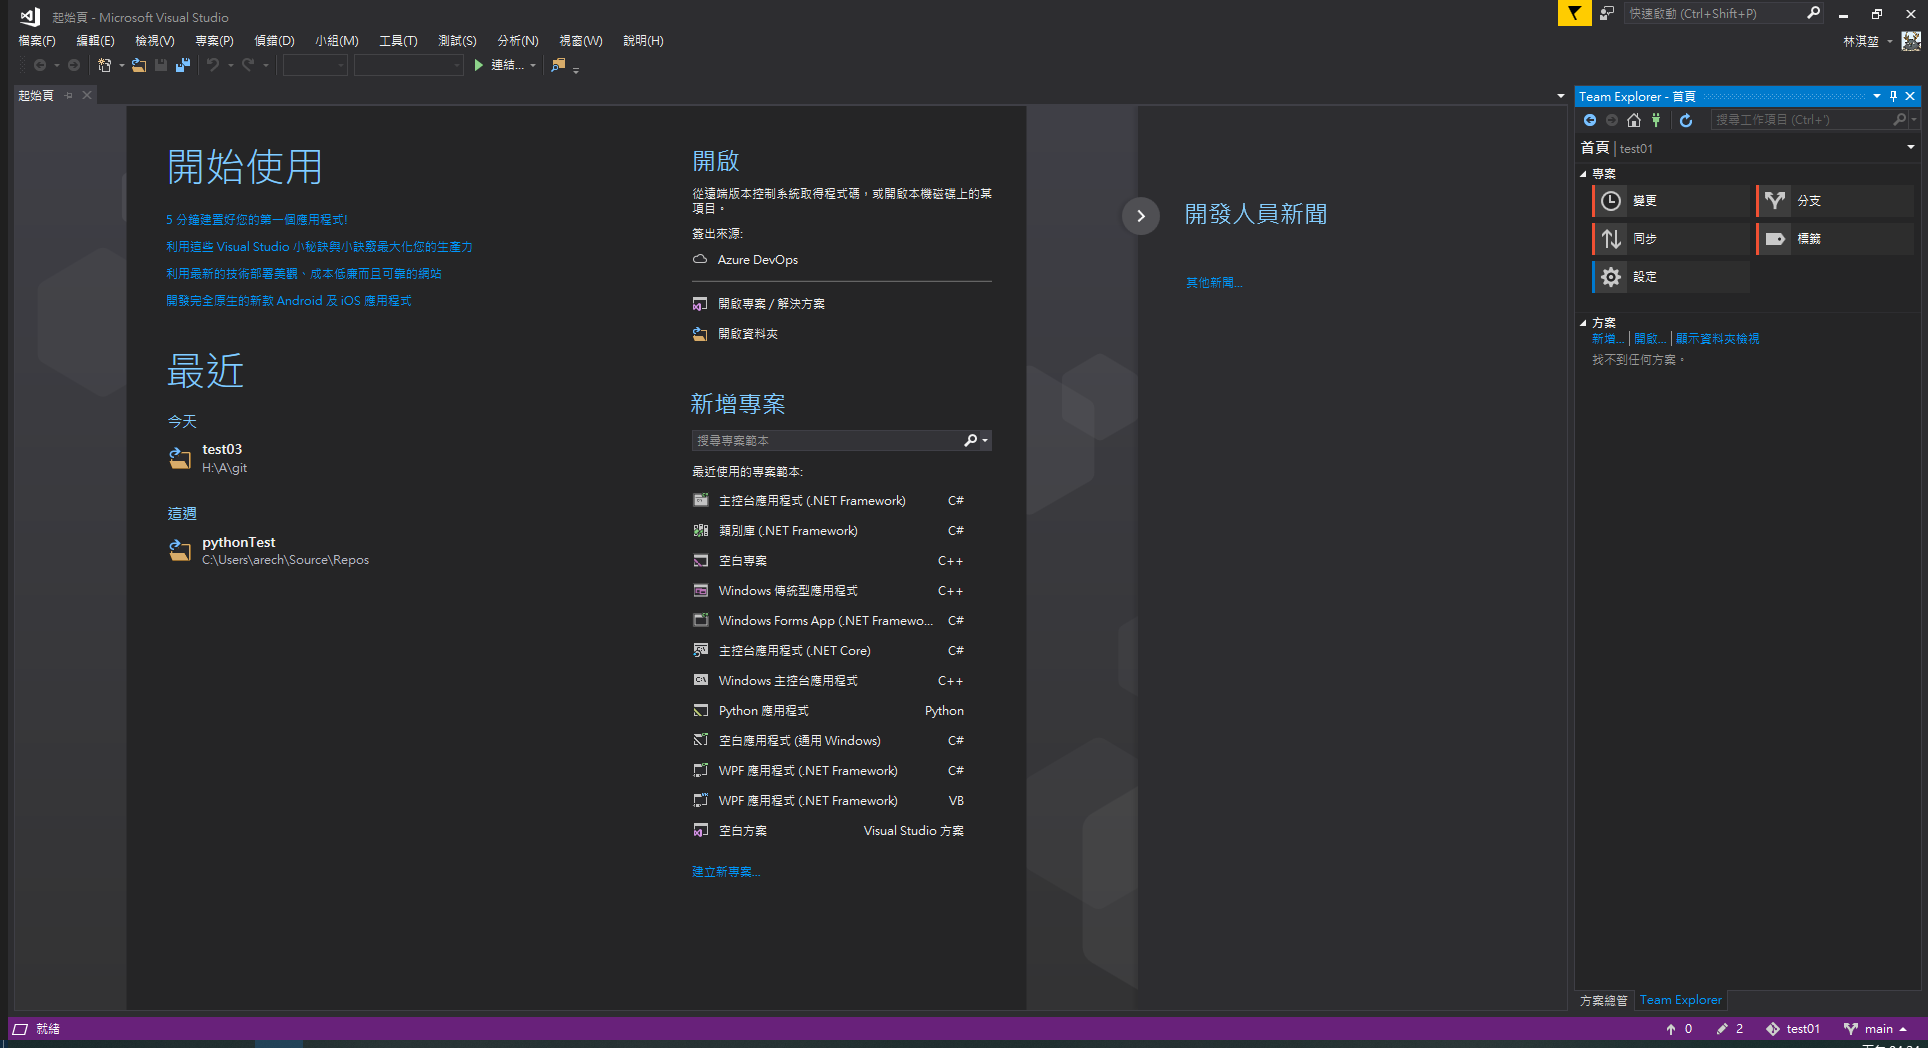 起始頁 - Microsoft Visual Studio
快速啟動 (Ctrl+Shift+P)
檔案(F) 編輯(E) 檢視(V) 專案(P) 偵錯(D) 小組(M) 工具(T) 測試(S) 分析(N) 視窗(W) 說明(H)
林淇堃
連結...
起始頁
開始使用
5 分鐘建置好您的第一個應用程式!
利用這些 Visual Studio 小秘訣與小訣竅最大化您的生產力
利用最新的技術部署美觀、成本低廉而且可靠的網站
開發完全原生的新款 Android 及 iOS 應用程式
最近
今天
test03
H:\A\git
這週
pythonTest
C:\Users\arech\Source\Repos
開啟
從遠端版本控制系統取得程式碼，或開啟本機磁碟上的某
項目。
簽出來源:
Azure DevOps
開啟專案 / 解決方案
開啟資料夾
新增專案
搜尋專案範本
最近使用的專案範本:
主控台應用程式 (.NET Framework) C#
類別庫 (.NET Framework) C#
空白專案 C++
Windows 傳統型應用程式 C++
Windows Forms App (.NET Framewo... C#
主控台應用程式 (.NET Core) C#
Windows 主控台應用程式 C++
Python 應用程式 Python
空白應用程式 (通用 Windows) C#
WPF 應用程式 (.NET Framework) C#
WPF 應用程式 (.NET Framework) VB
空白方案 Visual Studio 方案
建立新專案...
開發人員新聞
其他新聞...
Team Explorer - 首頁
搜尋工作項目 (Ctrl+')
首頁 | test01
專案
變更
分支
同步
標籤
設定
方案
新增... | 開啟... | 顯示資料夾檢視
找不到任何方案。
方案總管 Team Explorer
就緒
0 2 test01 main